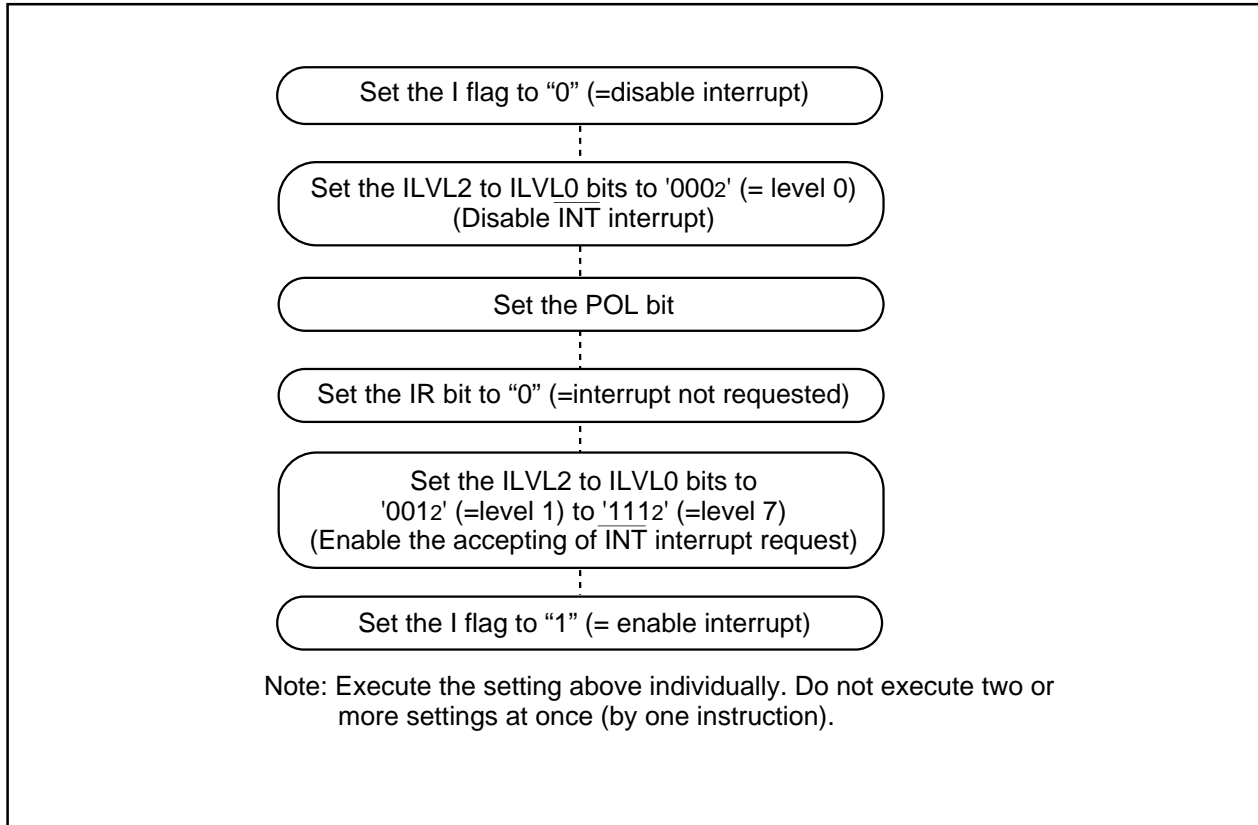 Set the I flag to “0” (=disable interrupt)
Set the ILVL2 to ILVL0 bits to '0002' (= level 0)
(Disable INT interrupt)
Set the POL bit
Set the IR bit to “0” (=interrupt not requested)
Set the ILVL2 to ILVL0 bits to
'0012' (=level 1) to '1112' (=level 7)
(Enable the accepting of INT interrupt request)
Set the I flag to “1” (= enable interrupt)
Note: Execute the setting above individually. Do not execute two or
more settings at once (by one instruction).